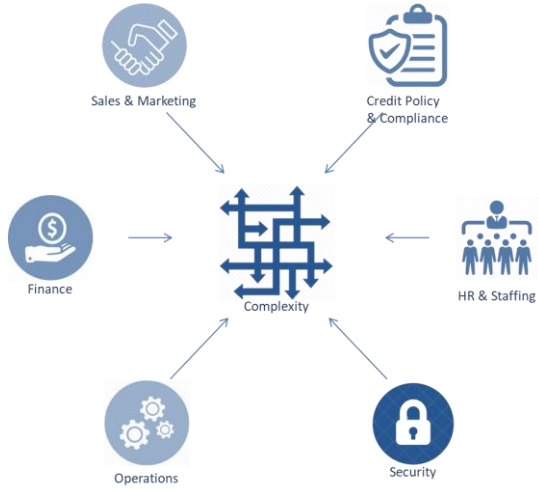 Sales & Marketing
Credit Policy
& Compliance
$
Finance
Complexity
HR & Staffing
Operations
Security